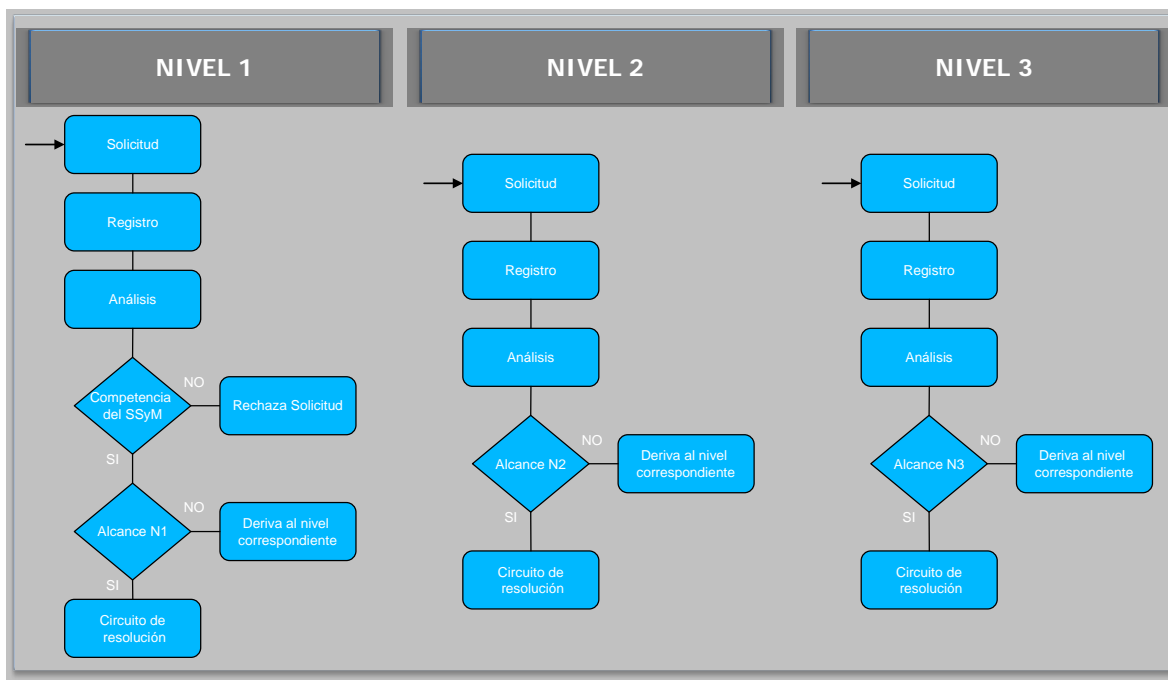 NIVEL 1
Solicitud
Registro
Análisis
Competencia
del SSyM
NO
Rechaza Solicitud
SI
Alcance N1
NO
Deriva al nivel
correspondiente
SI
Circuito de
resolución
NIVEL 2
Solicitud
Registro
Análisis
Alcance N2
NO
Deriva al nivel
correspondiente
SI
Circuito de
resolución
NIVEL 3
Solicitud
Registro
Análisis
Alcance N3
NO
Deriva al nivel
correspondiente
SI
Circuito de
resolución